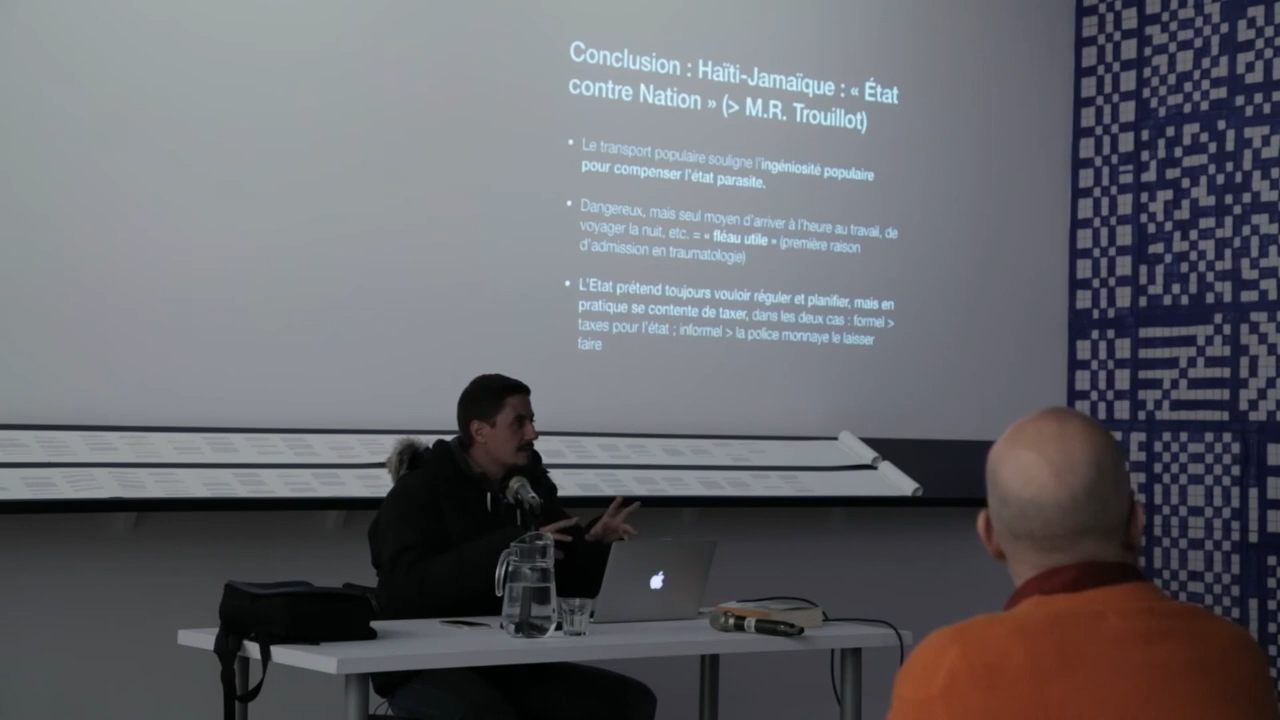 Conclusion : Haïti-Jamaïque : « État
contre Nation » (> M.R. Trouillot)
• Le transport populaire souligne l'ingéniosité populaire
pour compenser l'état parasite.
• Dangereux, mais seul moyen d'arriver à l'heure au travail, de
voyager la nuit, etc. = « fléau utile » (première raison
d'admission en traumatologie)
• L'Etat prétend toujours vouloir réguler et planifier, mais en
pratique se contente de taxer, dans les deux cas : formel >
taxes pour l'état ; informel > la police monnaye le laisser
faire